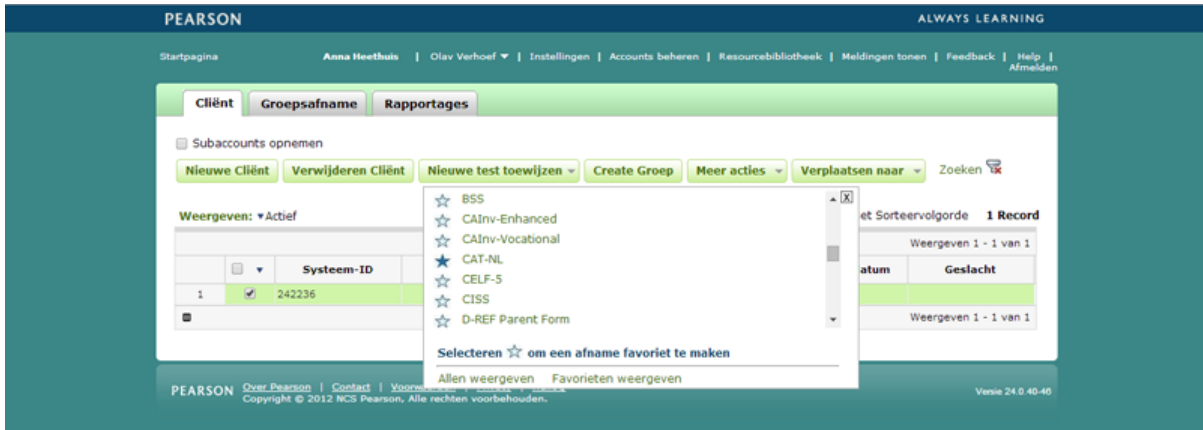 PEARSON ALWAYS LEARNING
Startpagina Anna Heethuis | Olav Verhoef ▼ | Instellingen | Accounts beheren | Resourcebibliotheek | Meldingen tonen | Feedback | Help |
Afmelden
Cliënt Groepsafname Rapportages
Subaccounts opnemen
Nieuwe Cliënt Verwijderen Cliënt Nieuwe test toewijzen Create Groep Meer acties Verplaatsen naar Zoeken
BSS X
Weergeven: ▾Actief et Sorteervolgorde 1 Record
CAInv-Enhanced
CAInv-Vocational Weergeven 1 - 1 van 1
CAT-NL
Systeem-ID atum Geslacht
CELF-5
1 242236
CISS
D-REF Parent Form Weergeven 1 - 1 van 1
Selecteren ☆ om een afname favoriet te maken
Allen weergeven Favorieten weergeven
PEARSON Over Pearson | Contact |
Copyright © 2012 NCS Pearson, Alle rechten voorbehouden. Versie 24.0.40-46